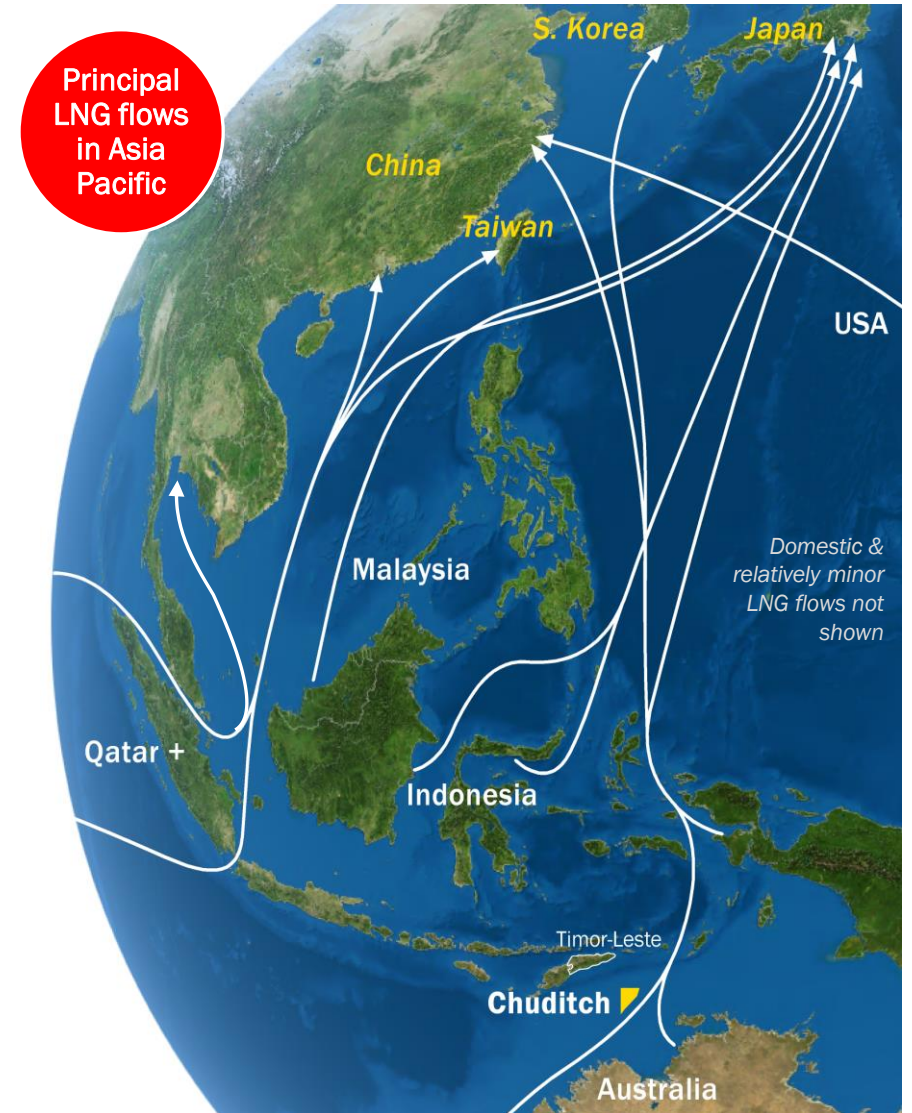 Principal
LNG flows
in Asia
Pacific
S. Korea
Japan
China
Taiwan
USA
Domestic &
relatively minor
LNG flows not
shown
Malaysia
Qatar +
Indonesia
Timor-Leste
Chuditch
Australia